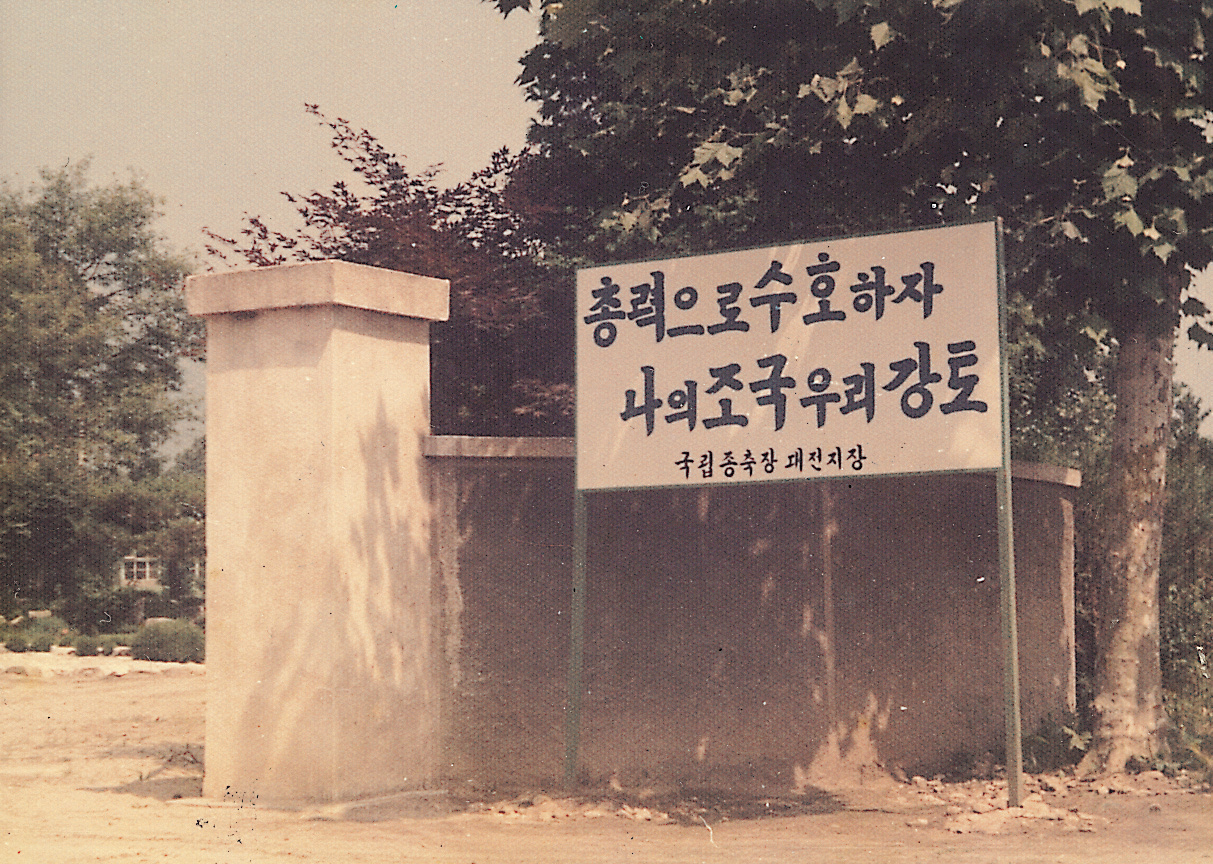 총력으로수호하자
나의조국우리강토
국립종축장 대전지장